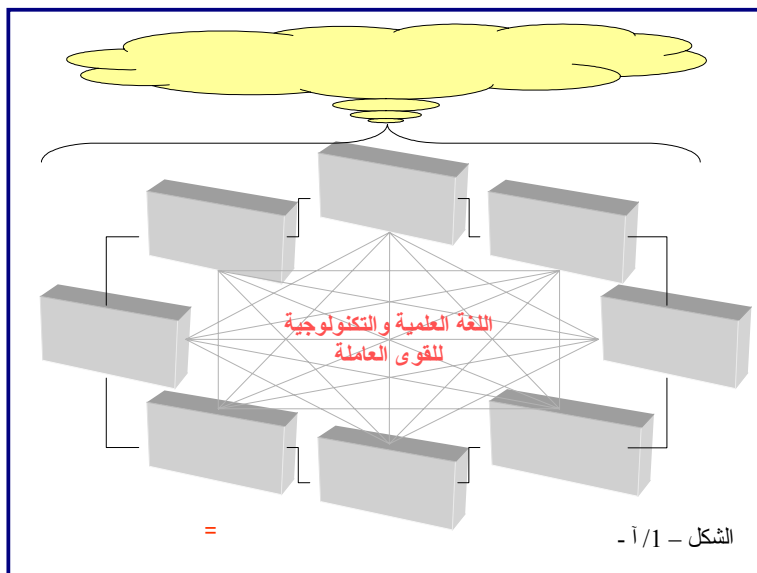 اللغة العلمية والتكنولوجية
للقوى العاملة
=
الشكل – 1/ آ -